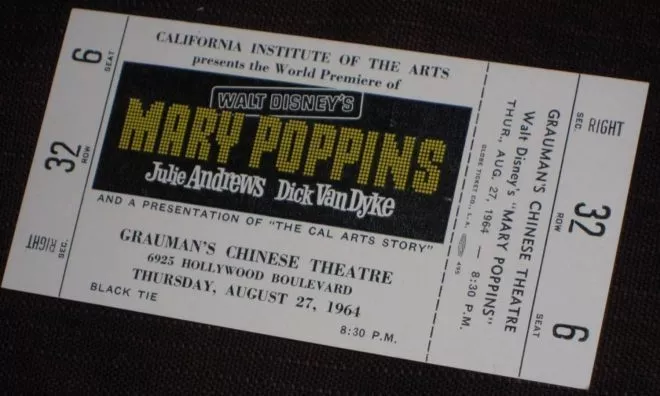 6
SEAT
32
ROW
RIGHT
SEC.
CALIFORNIA INSTITUTE OF THE ARTS
presents the World Premiere of
WALT DISNEY'S
MARY POPPINS
Julie Andrews Dick Van Dyke
AND A PRESENTATION OF "THE CAL ARTS STORY"
GRAUMAN'S CHINESE THEATRE
6925 HOLLYWOOD BOULEVARD
THURSDAY, AUGUST 27, 1964
BLACK TIE
8:30 P.M.
GLOBE TICKET CO., L.A.
GRAUMAN'S CHINESE THEATRE
Walt Disney's "MARY POPPINS"
THUR., AUG. 27, 1964 — 8:30 P.M.
SEC.
RIGHT
ROW
32
SEAT
6